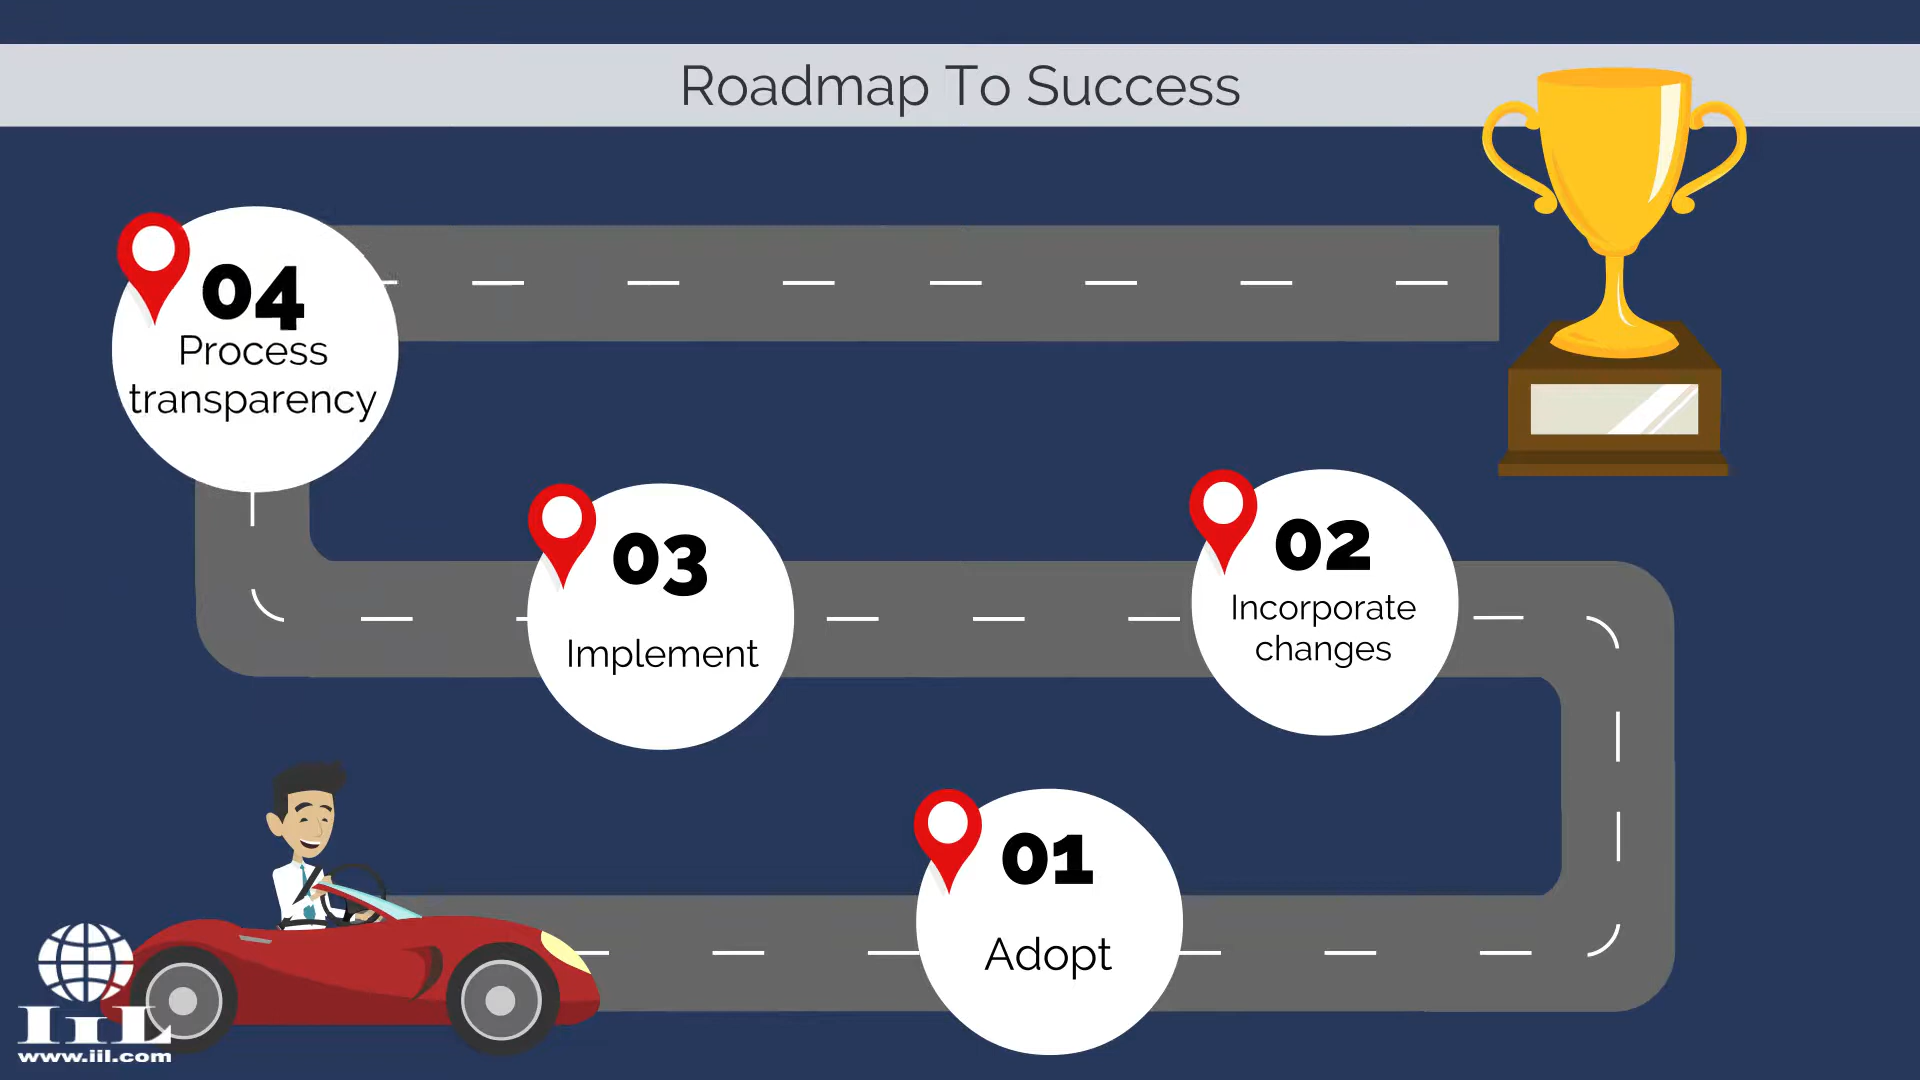 Roadmap To Success
04
Process
transparency
03
Implement
02
Incorporate
changes
01
Adopt
IiL
www.iil.com